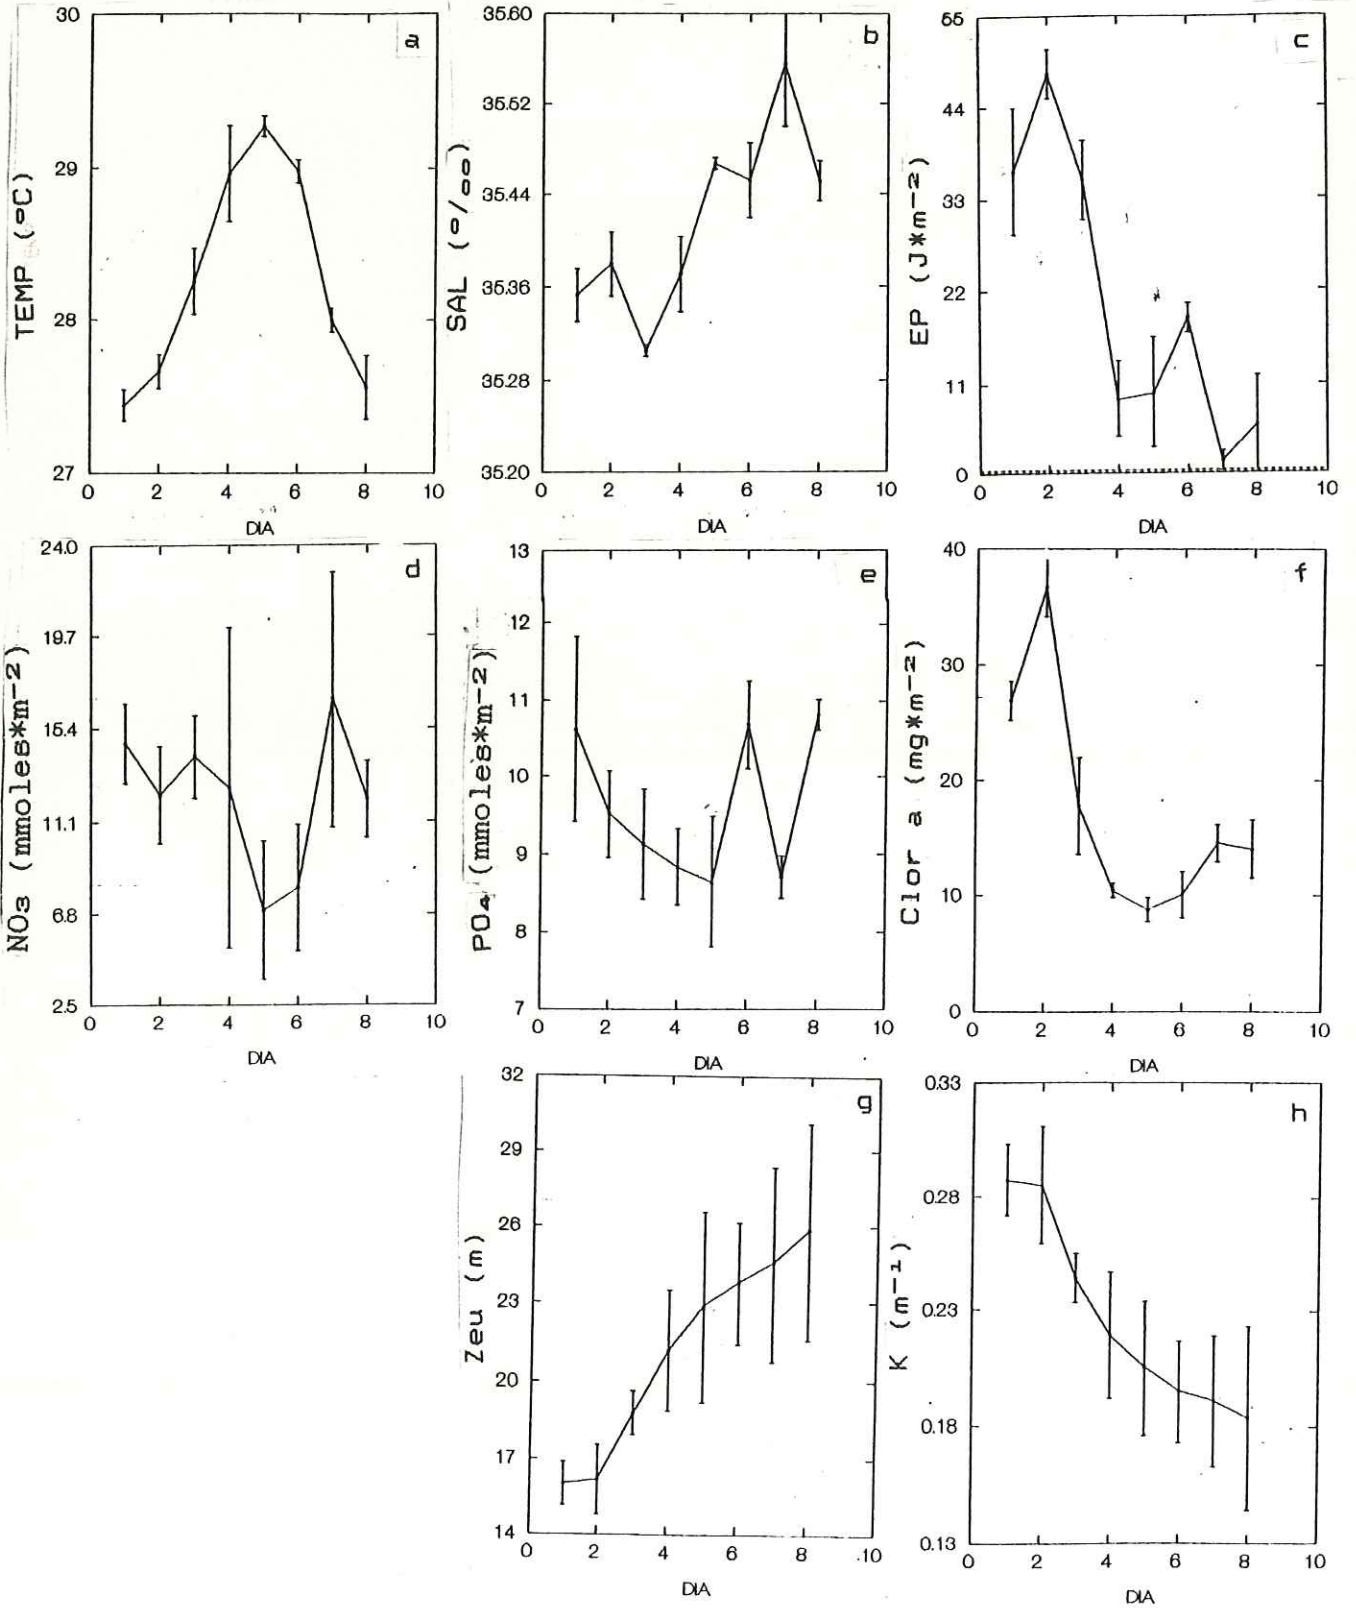 a
TEMP (ºC)
30
29
28
27
0 2 4 6 8 10
DIA
b
SAL (º/ºº)
35.60
35.52
35.44
35.36
35.28
35.20
0 2 4 6 8 10
DIA
c
EP (J*m-2)
65
44
33
22
11
0
0 2 4 6 8 10
DIA
d
NO3 (mmoles*m-2)
24.0
19.7
15.4
11.1
6.8
2.5
0 2 4 6 8 10
DIA
e
PO4 (mmoles*m-2)
13
12
11
10
9
8
7
0 2 4 6 8 10
DIA
f
Clor a (mg*m-2)
40
30
20
10
0
0 2 4 6 8 10
DIA
g
Zeu (m)
32
29
26
23
20
17
14
0 2 4 6 8 10
DIA
h
K (m-1)
0.33
0.28
0.23
0.18
0.13
0 2 4 6 8 10
DIA